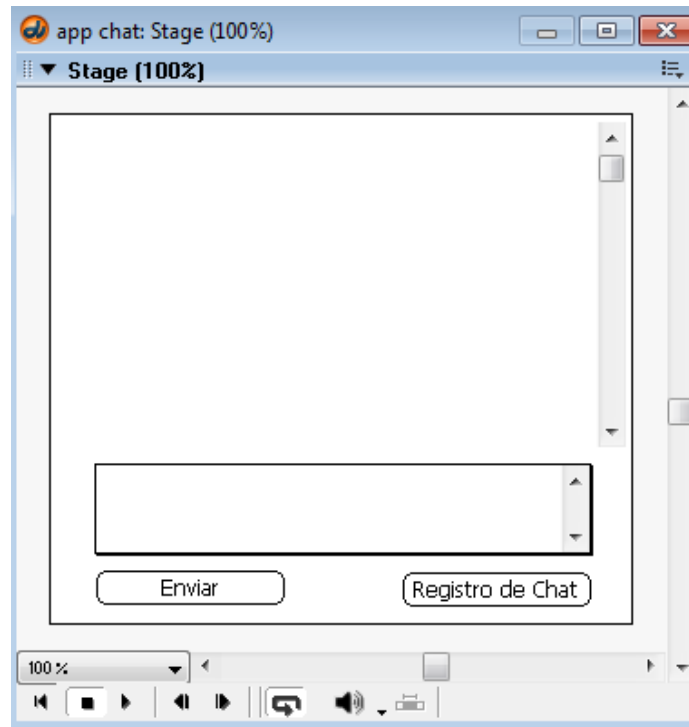 app chat: Stage (100%)
Stage (100%)
Enviar
Registro de Chat
100 %